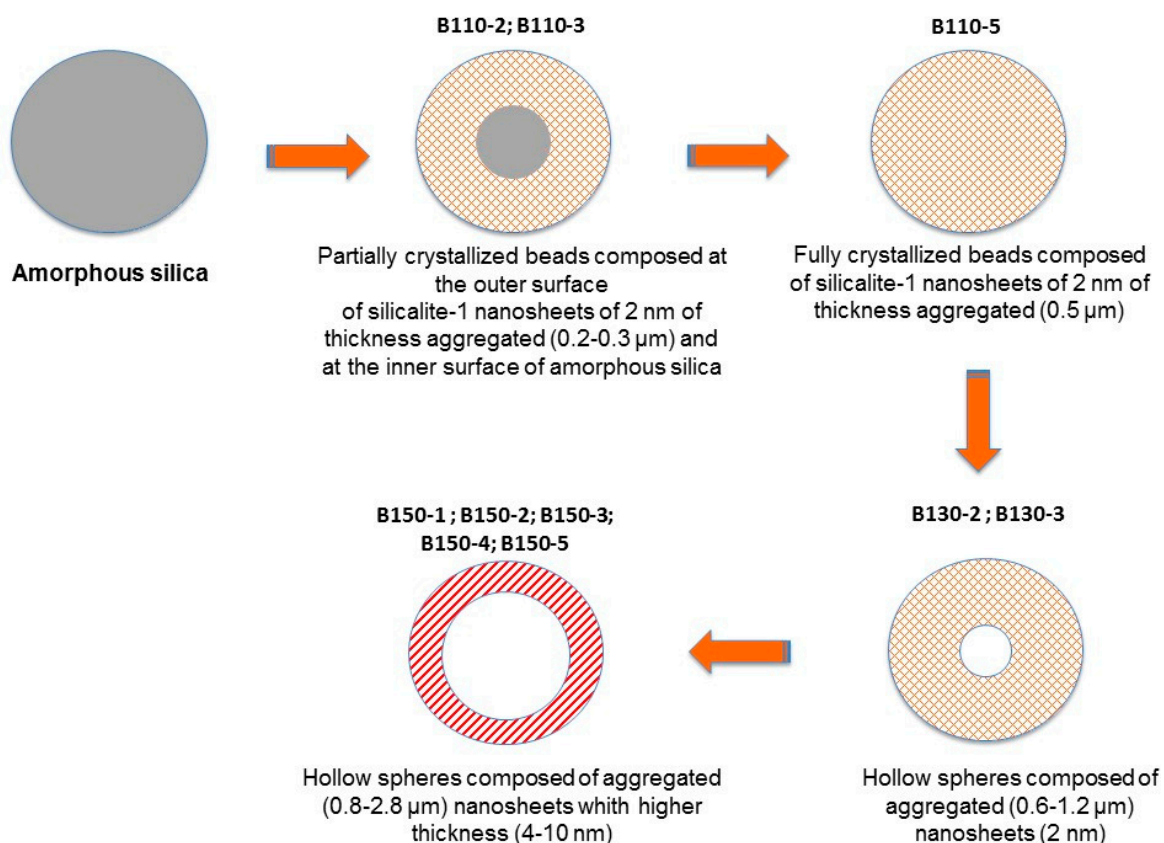 B110-2; B110-3
B110-5
Amorphous silica
Partially crystallized beads composed at
the outer surface
of silicalite-1 nanosheets of 2 nm of
thickness aggregated (0.2-0.3 µm) and
at the inner surface of amorphous silica
Fully crystallized beads composed
of silicalite-1 nanosheets of 2 nm of
thickness aggregated (0.5 µm)
B150-1 ; B150-2; B150-3;
B150-4; B150-5
B130-2 ; B130-3
Hollow spheres composed of aggregated
(0.8-2.8 µm) nanosheets whith higher
thickness (4-10 nm)
Hollow spheres composed of
aggregated (0.6-1.2 µm)
nanosheets (2 nm)